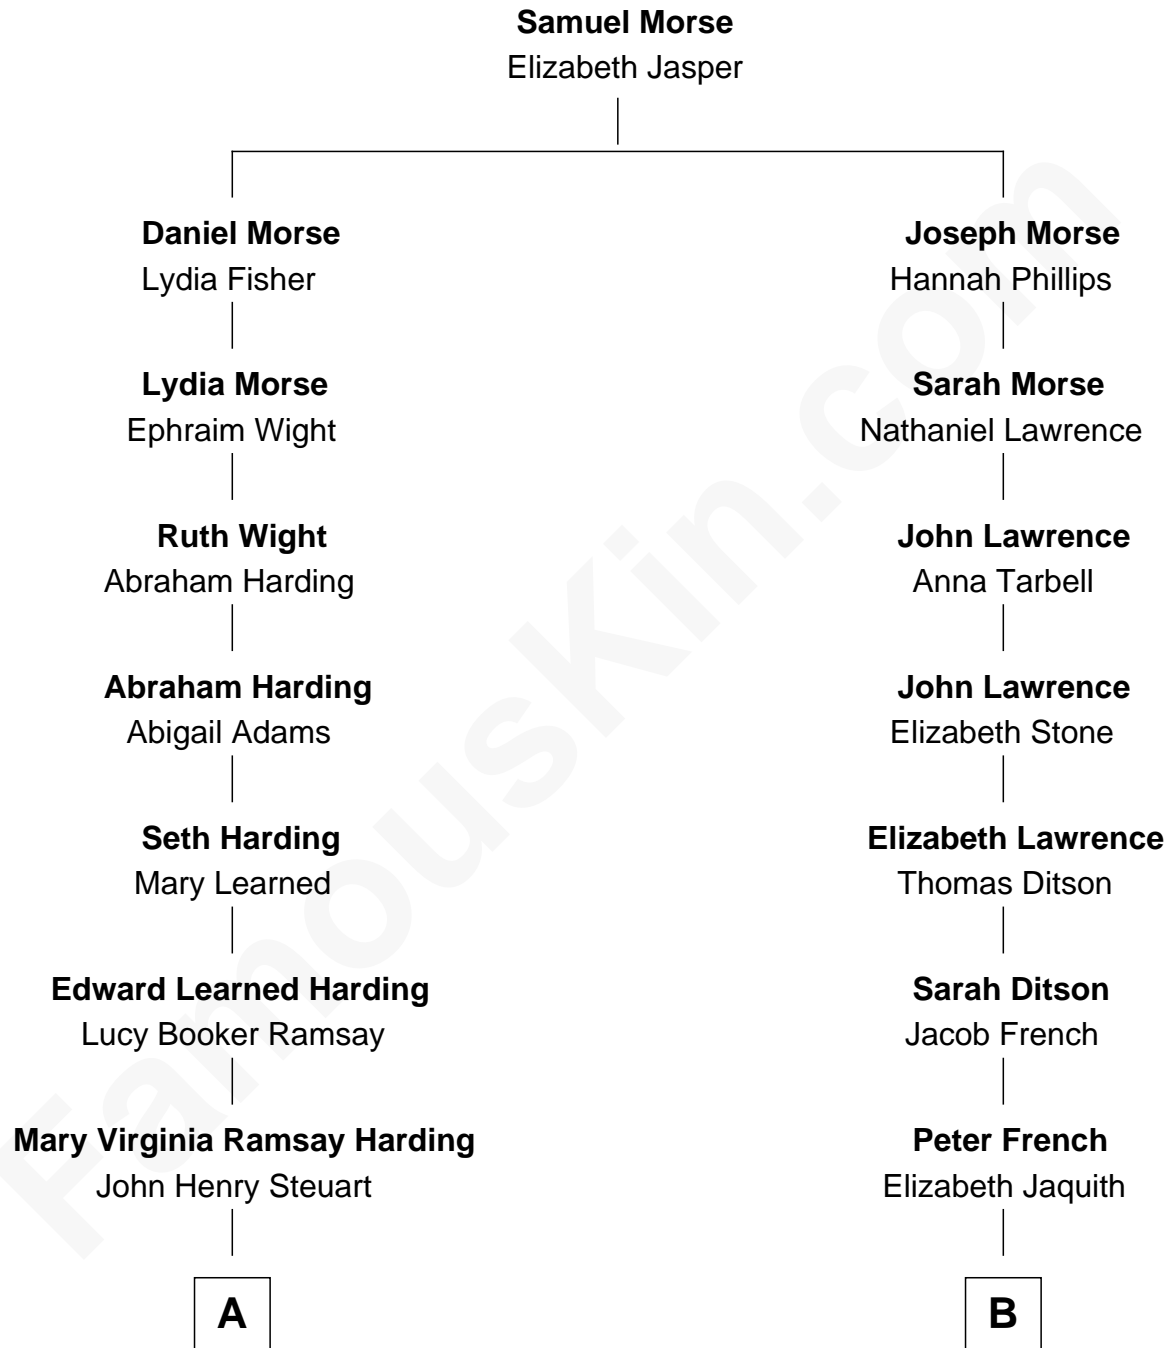 Samuel Morse
Elizabeth Jasper
Daniel Morse
Lydia Fisher
Lydia Morse
Ephraim Wight
Ruth Wight
Abraham Harding
Abraham Harding
Abigail Adams
Seth Harding
Mary Learned
Edward Learned Harding
Lucy Booker Ramsay
Mary Virginia Ramsay Harding
John Henry Steuart
A
Joseph Morse
Hannah Phillips
Sarah Morse
Nathaniel Lawrence
John Lawrence
Anna Tarbell
John Lawrence
Elizabeth Stone
Elizabeth Lawrence
Thomas Ditson
Sarah Ditson
Jacob French
Peter French
Elizabeth Jaquith
B
FamousKin.com